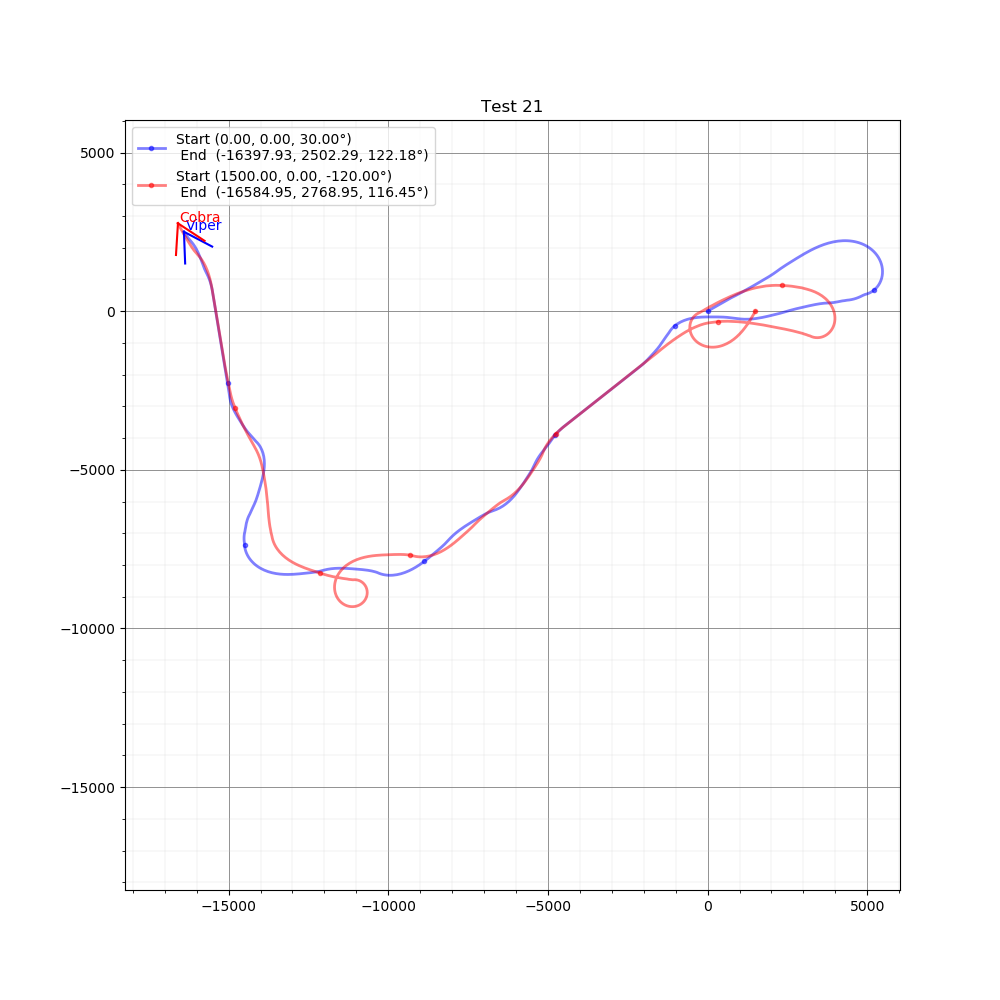 Test 21
Start (0.00, 0.00, 30.00°)
End (-16397.93, 2502.29, 122.18°)
Start (1500.00, 0.00, -120.00°)
End (-16584.95, 2768.95, 116.45°)
Cobra
Viper
5000
0
−5000
−10000
−15000
−15000
−10000
−5000
0
5000